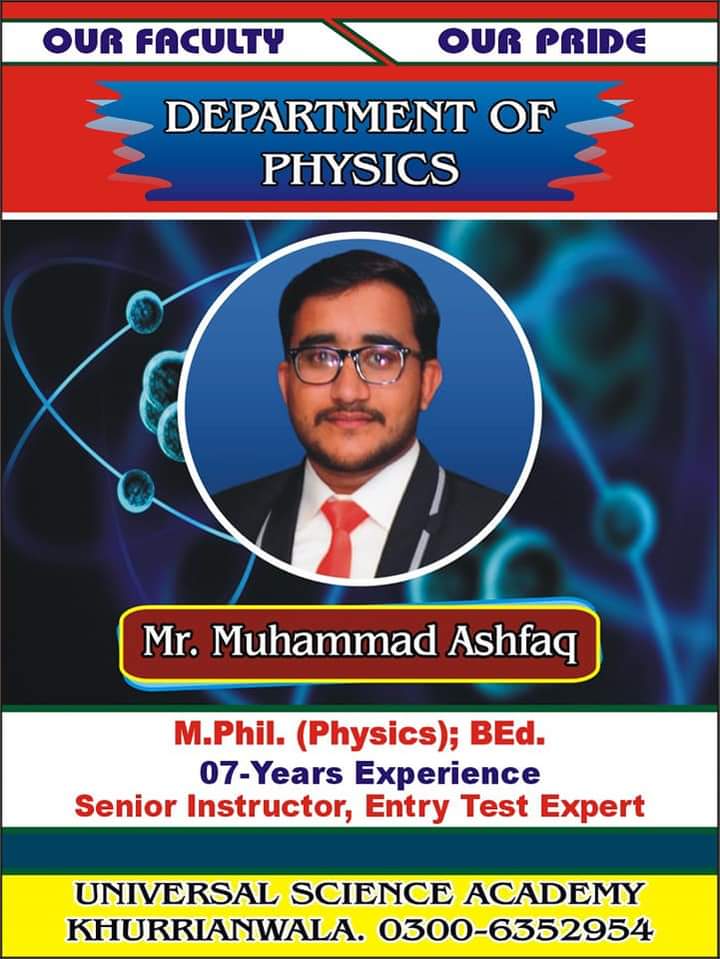 OUR FACULTY OUR PRIDE
DEPARTMENT OF
PHYSICS
Mr. Muhammad Ashfaq
M.Phil. (Physics); BEd.
07-Years Experience
Senior Instructor, Entry Test Expert
UNIVERSAL SCIENCE ACADEMY
KHURRIANWALA. 0300-6352954